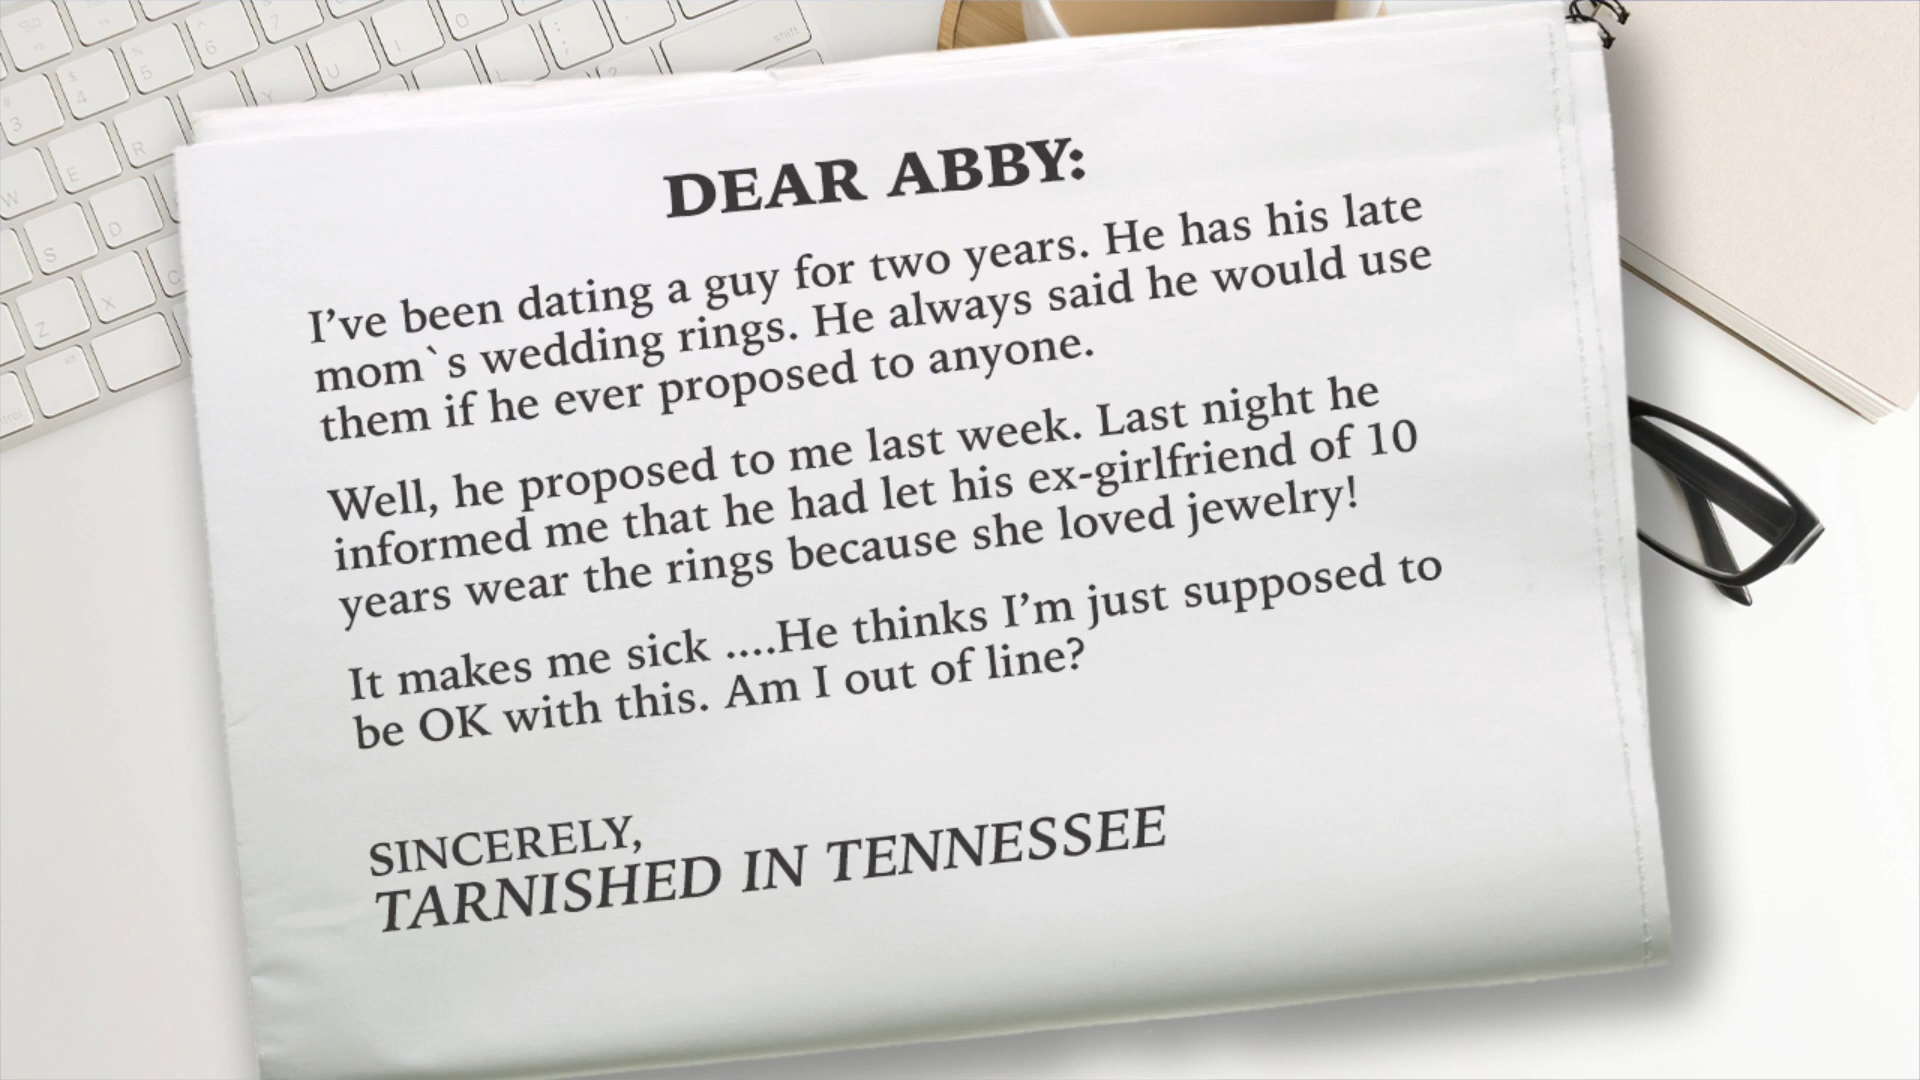 DEAR ABBY:
I’ve been dating a guy for two years. He has his late
mom`s wedding rings. He always said he would use
them if he ever proposed to anyone.
Well, he proposed to me last week. Last night he
informed me that he had let his ex-girlfriend of 10
years wear the rings because she loved jewelry!
It makes me sick ....He thinks I’m just supposed to
be OK with this. Am I out of line?
SINCERELY,
TARNISHED IN TENNESSEE